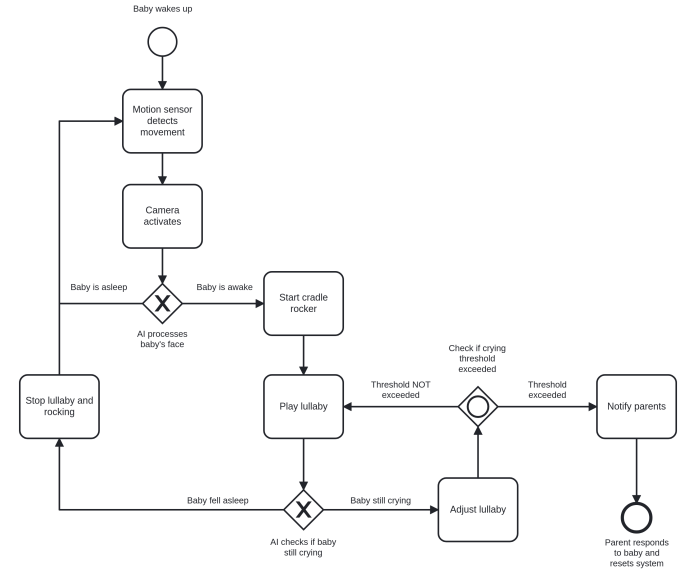 Baby wakes up
Motion sensor
detects
movement
Camera
activates
Baby is asleep
Baby is awake
AI processes
baby's face
Start cradle
rocker
Check if crying
threshold
exceeded
Stop lullaby and
rocking
Play lullaby
Threshold NOT
exceeded
Threshold
exceeded
Notify parents
Baby fell asleep
Baby still crying
AI checks if baby
still crying
Adjust lullaby
Parent responds
to baby and
resets system